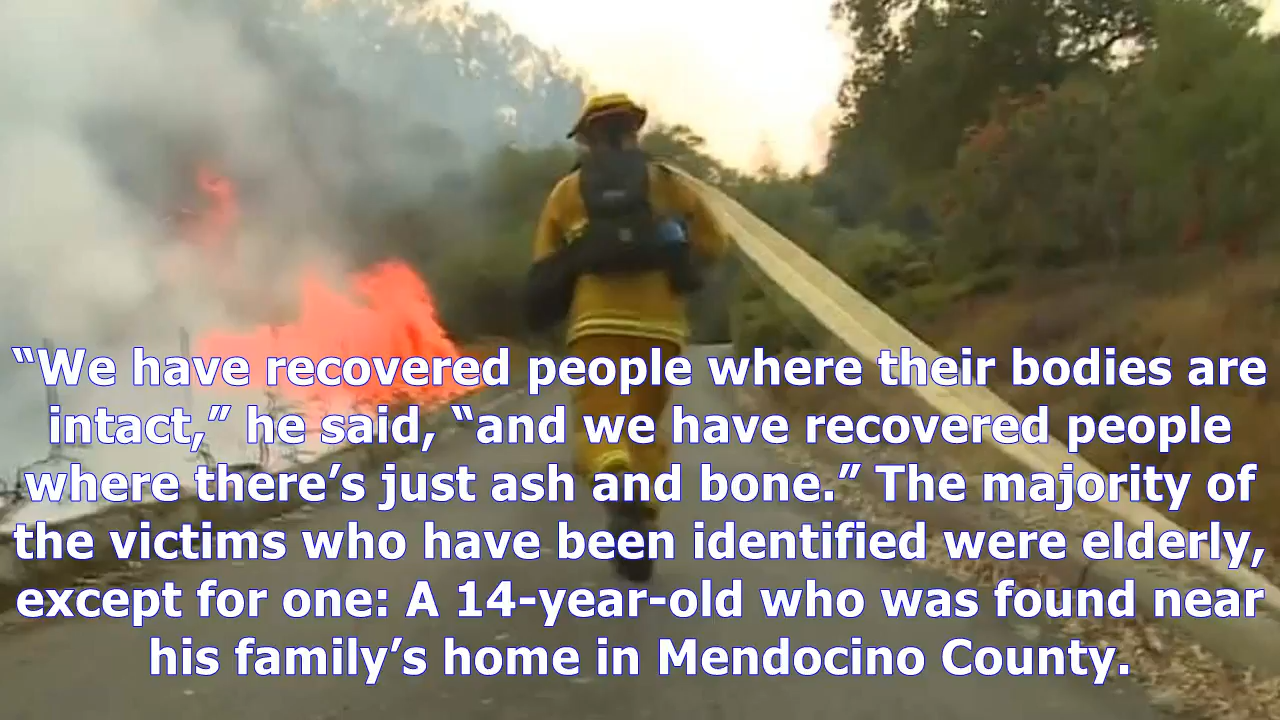 “We have recovered people where their bodies are
intact,” he said, “and we have recovered people
where there’s just ash and bone.” The majority of
the victims who have been identified were elderly,
except for one: A 14-year-old who was found near
his family’s home in Mendocino County.